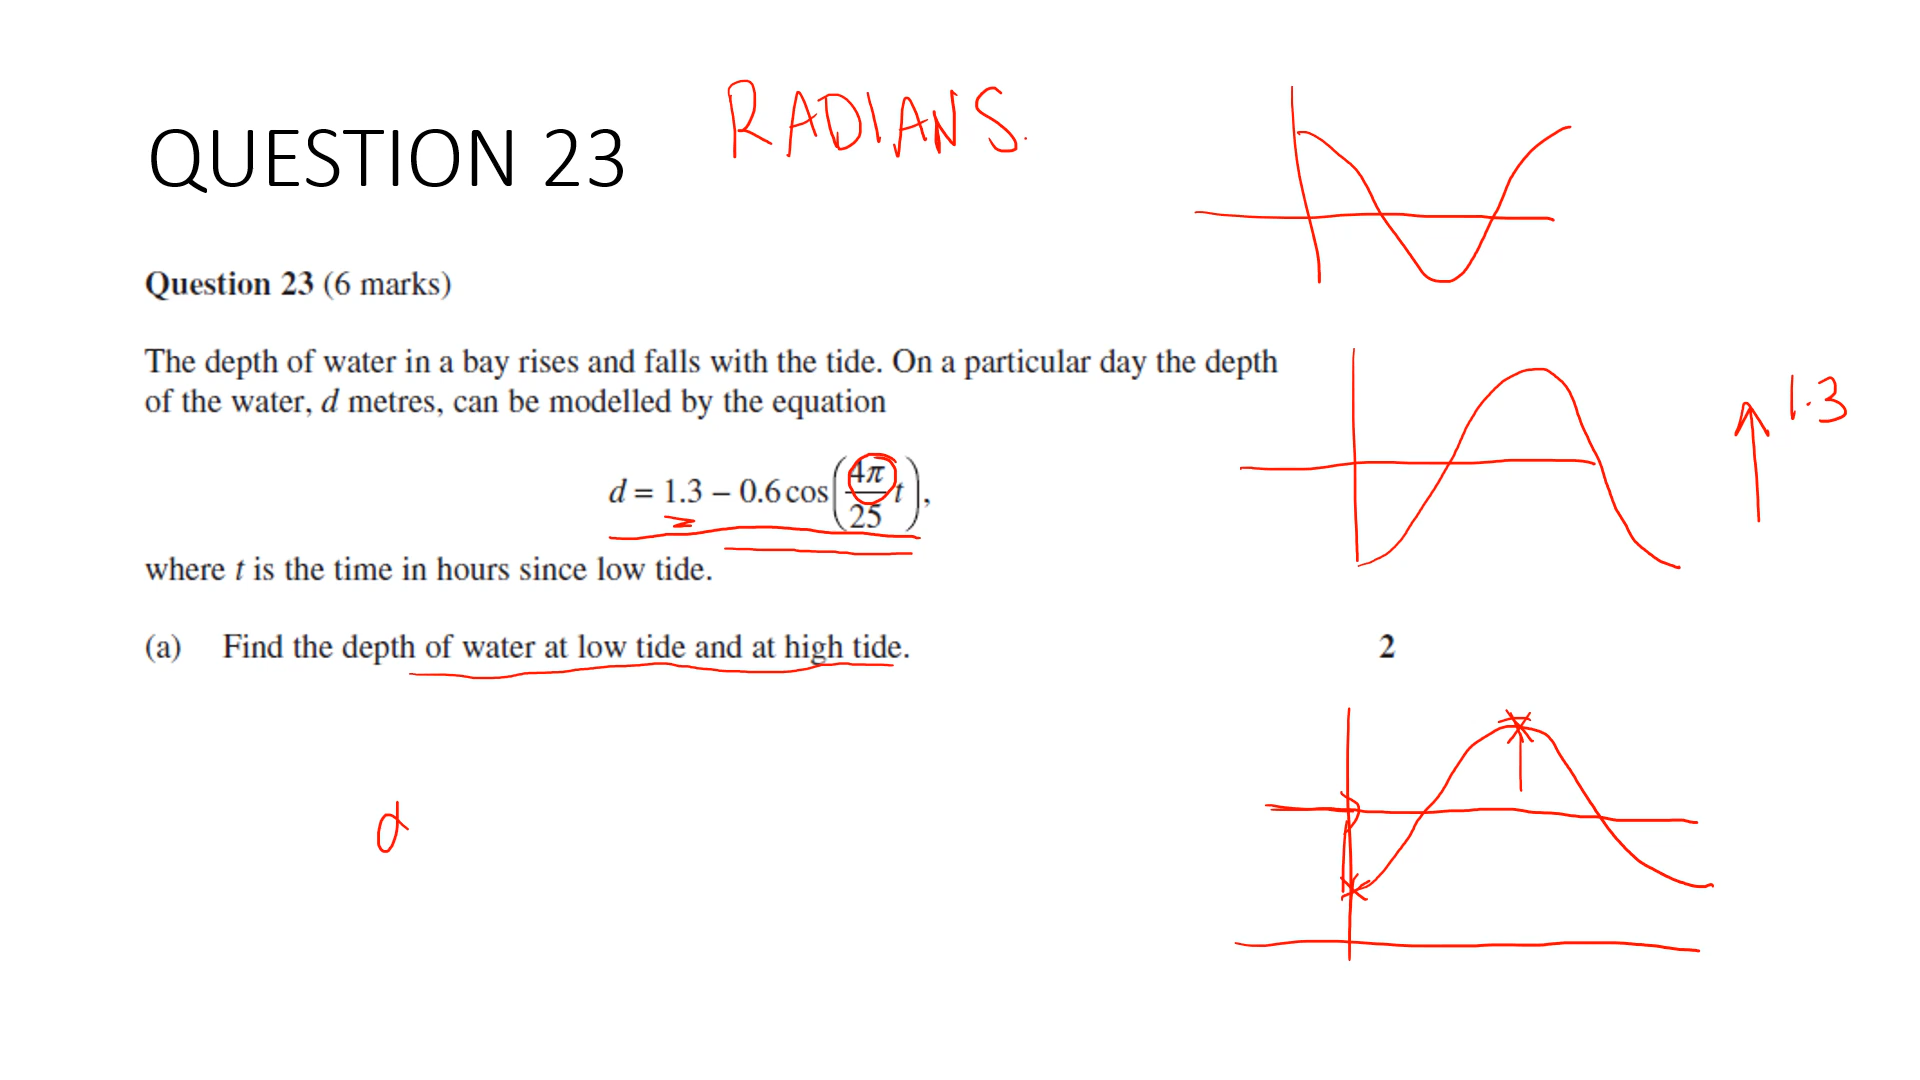 QUESTION 23
RADIANS.
Question 23 (6 marks)
The depth of water in a bay rises and falls with the tide. On a particular day the depth
of the water, d metres, can be modelled by the equation
d = 1.3 – 0.6 cos(4π/25 t),
1.3
where t is the time in hours since low tide.
(a) Find the depth of water at low tide and at high tide. 2
d